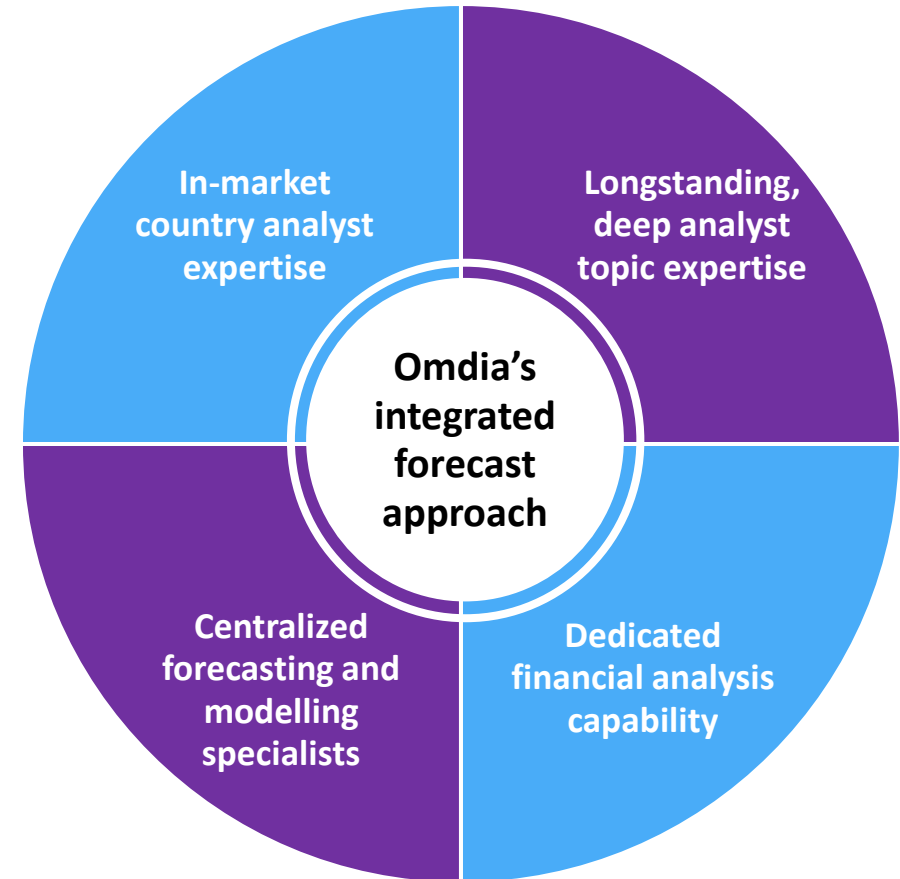 In-market
country analyst
expertise
Longstanding,
deep analyst
topic expertise
Omdia’s
integrated
forecast
approach
Centralized
forecasting and
modelling
specialists
Dedicated
financial analysis
capability